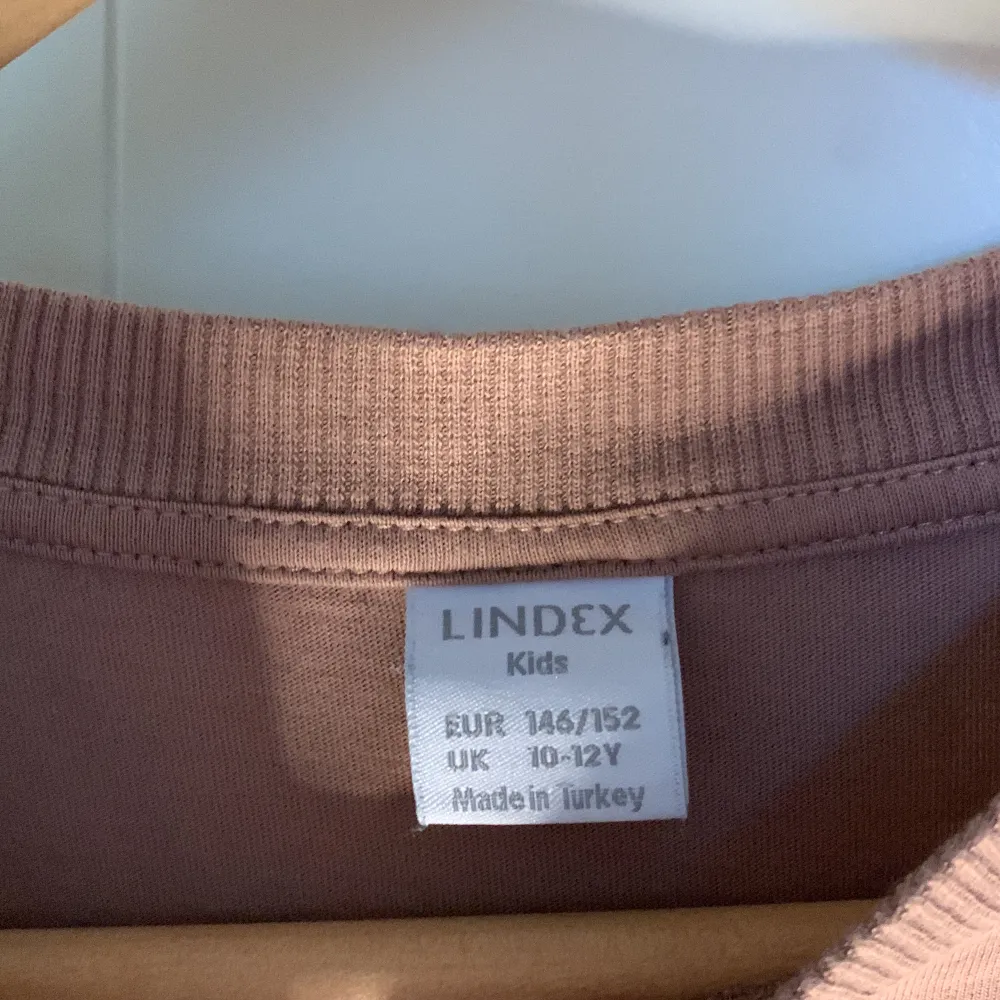 LINDEX
Kids
EUR 146/152
UK 10-12Y
Made in Turkey